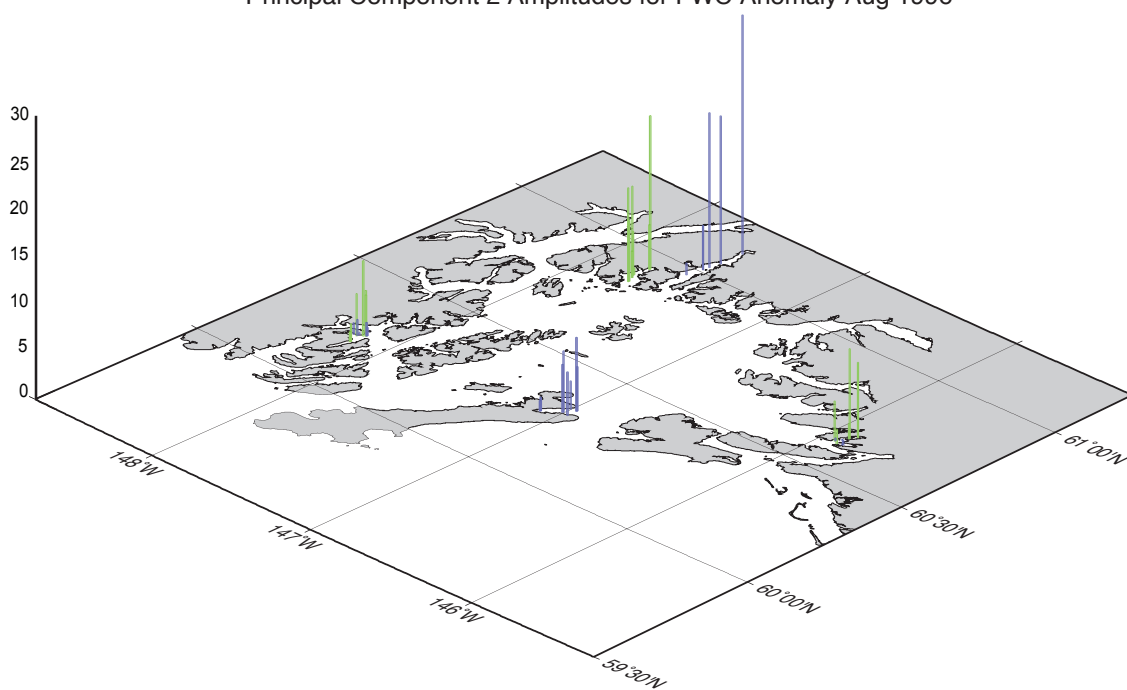 Principal Component 2 Amplitudes for PWS Anomaly Aug 1996
30
25
20
15
10
5
0
148°W
147°W
146°W
59°30'N
60°00'N
60°30'N
61°00'N